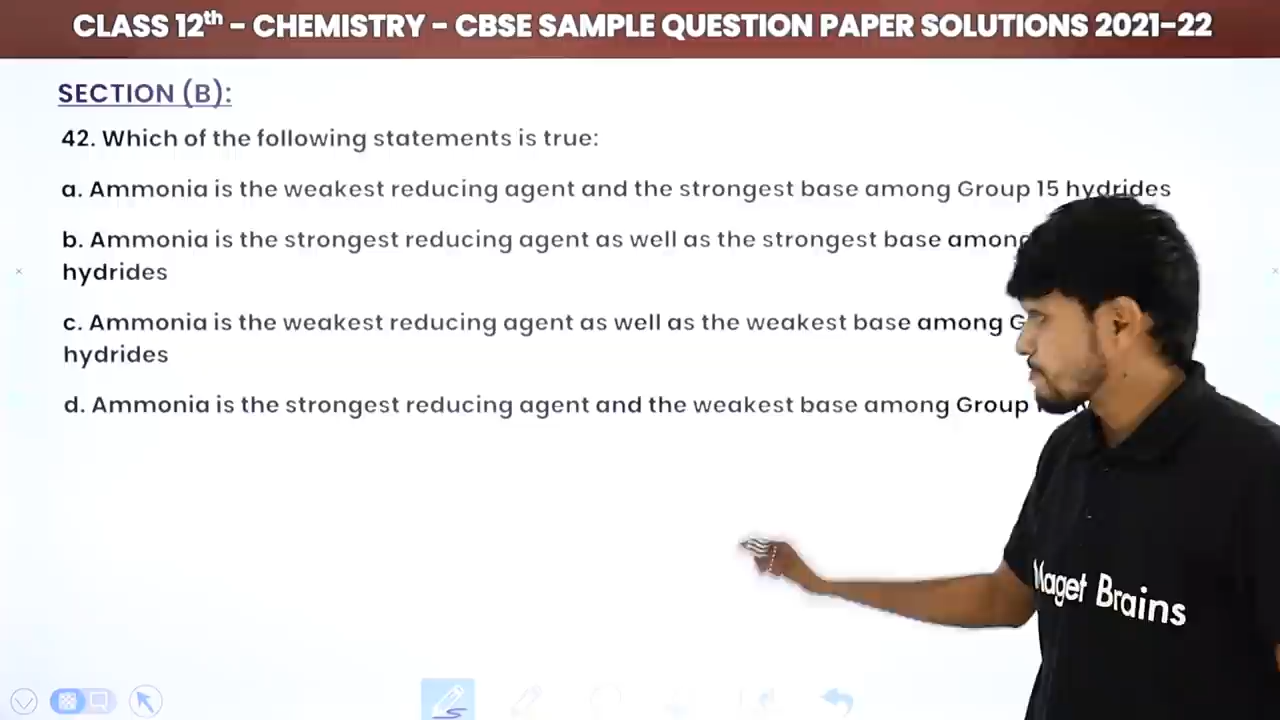 CLASS 12th - CHEMISTRY - CBSE SAMPLE QUESTION PAPER SOLUTIONS 2021-22
SECTION (B):
42. Which of the following statements is true:
a. Ammonia is the weakest reducing agent and the strongest base among Group 15 hydrides
b. Ammonia is the strongest reducing agent as well as the strongest base among
hydrides
c. Ammonia is the weakest reducing agent as well as the weakest base among
hydrides
d. Ammonia is the strongest reducing agent and the weakest base among Group
Maget Brains